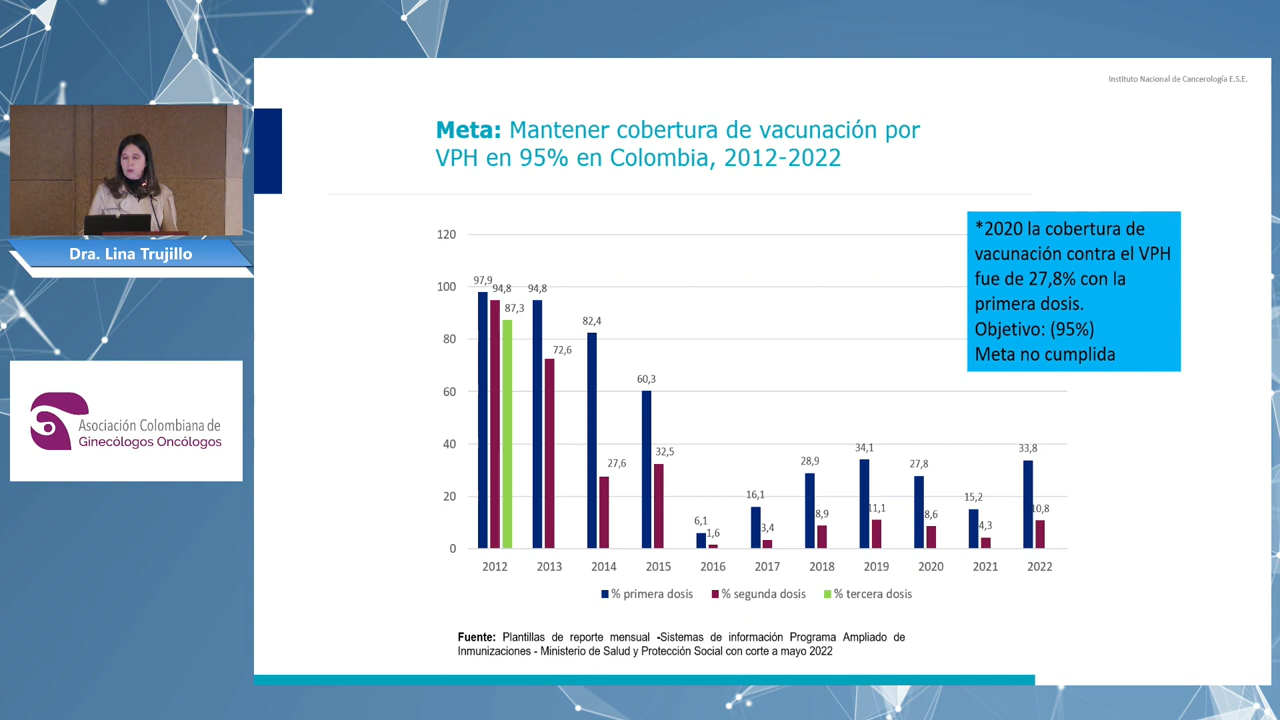 Instituto Nacional de Cancerología E.S.E.
Meta: Mantener cobertura de vacunación por
VPH en 95% en Colombia, 2012-2022
Dra. Lina Trujillo
Asociación Colombiana de
Ginecólogos Oncólogos
*2020 la cobertura de
vacunación contra el VPH
fue de 27,8% con la
primera dosis.
Objetivo: (95%)
Meta no cumplida
120
100
80
60
40
20
0
97,9
94,8
87,3
94,8
72,6
82,4
27,6
60,3
32,5
6,1
1,6
16,1
3,4
28,9
8,9
34,1
11,1
27,8
8,6
15,2
4,3
33,8
10,8
2012 2013 2014 2015 2016 2017 2018 2019 2020 2021 2022
% primera dosis % segunda dosis % tercera dosis
Fuente: Plantillas de reporte mensual -Sistemas de información Programa Ampliado de
Inmunizaciones - Ministerio de Salud y Protección Social con corte a mayo 2022